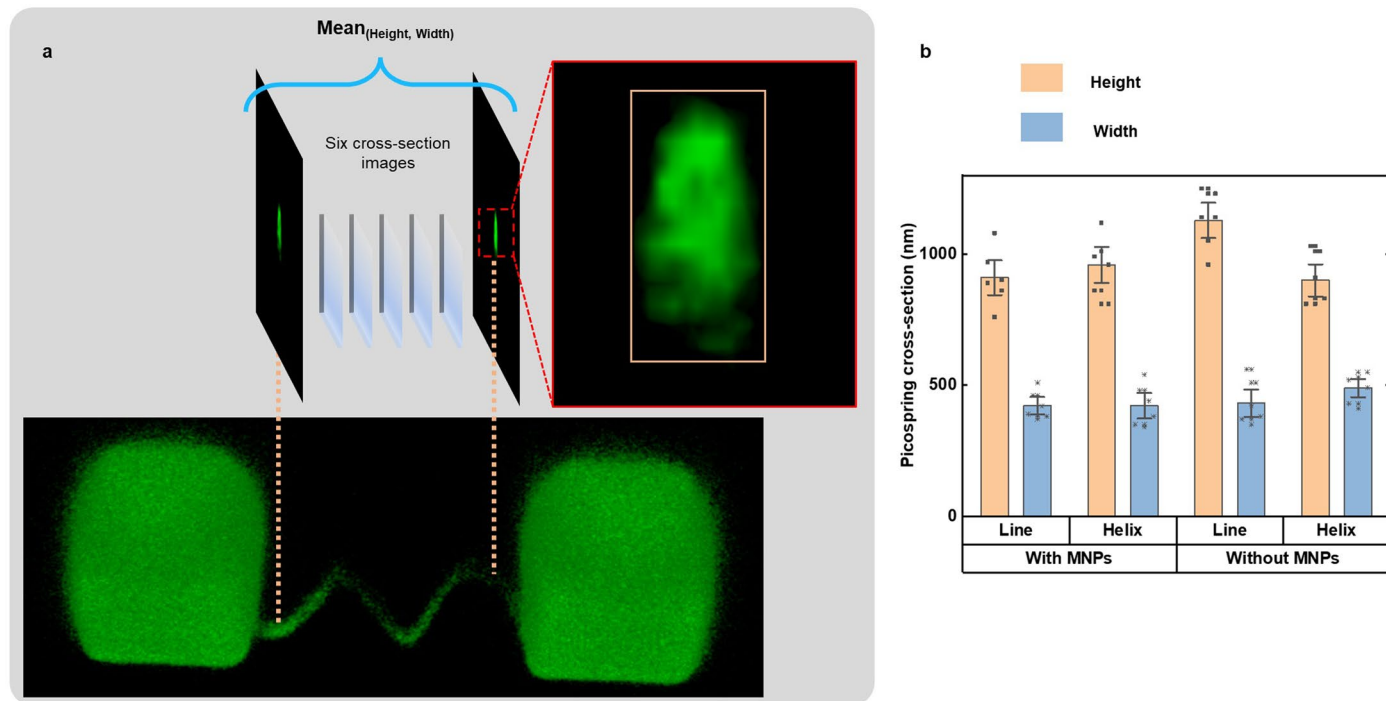 a
Mean(Height, Width)
Six cross-section
images
b
Height
Width
Picospring cross-section (nm)
1000
500
0
Line
Helix
Line
Helix
With MNPs
Without MNPs